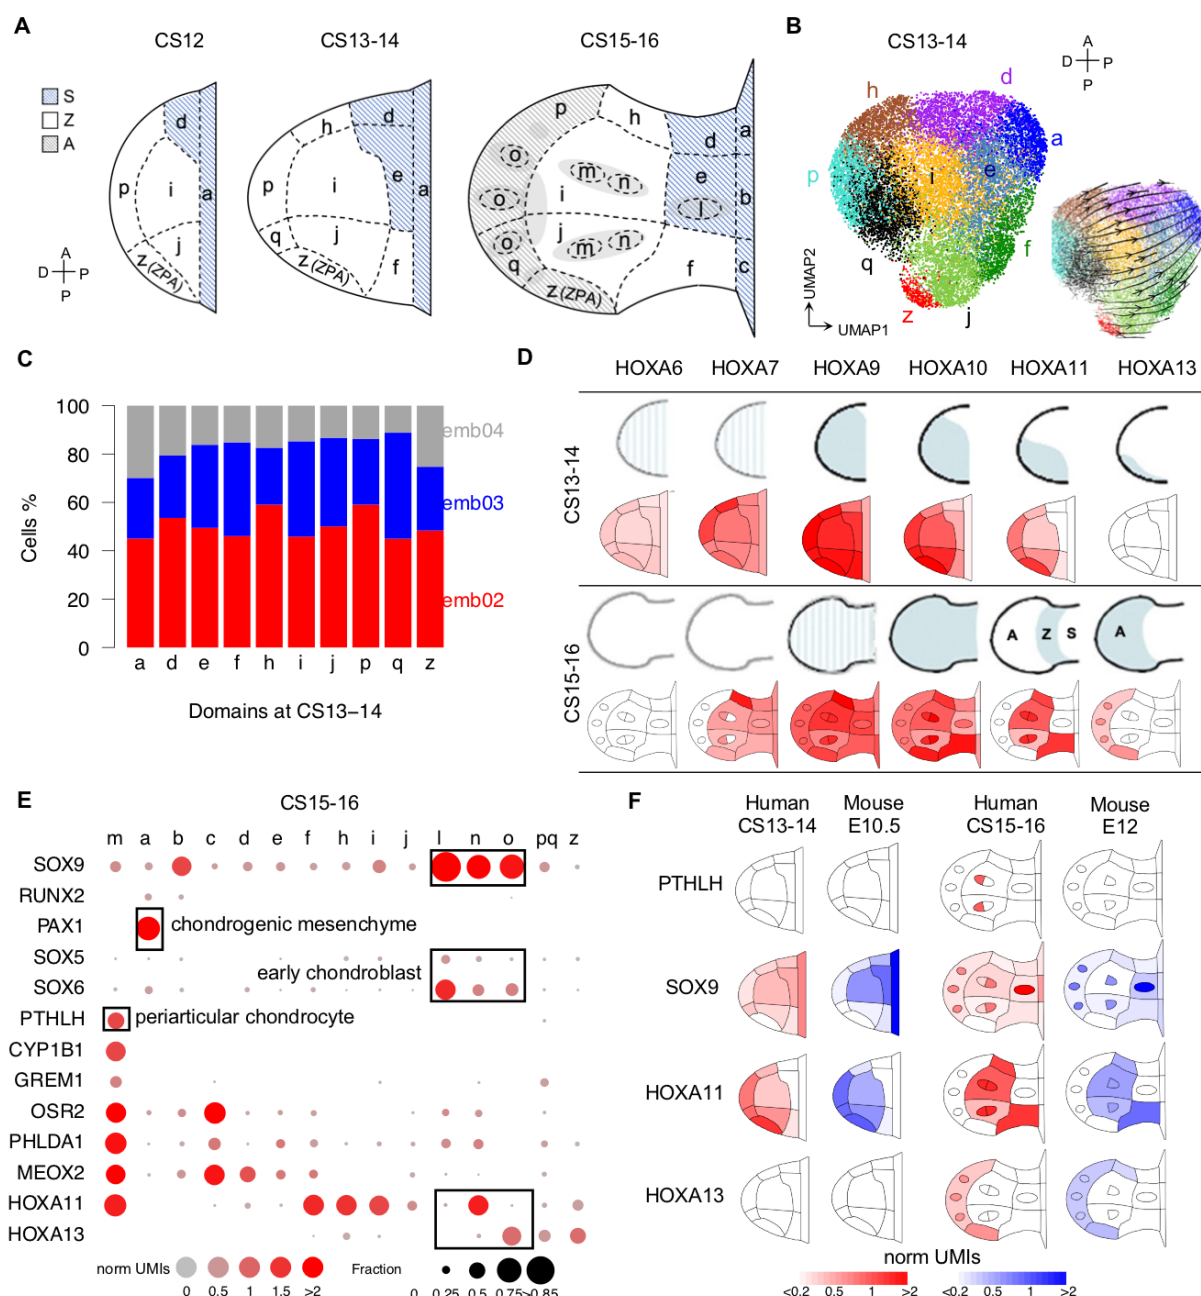 A
CS12
CS13-14
CS15-16
S
Z
A
d
a
p
i
j
z (ZPA)
A
D
P
P
h
d
p
i
e
a
q
j
z (ZPA)
f
p
h
d
a
o
m
n
e
b
o
i
l
o
j
m
n
q
f
c
z (ZPA)
B
CS13-14
A
D
P
P
h
d
a
p
i
e
q
f
z
j
UMAP2
UMAP1
C
100
80
60
40
20
0
Cells %
emb04
emb03
emb02
a d e f h i j p q z
Domains at CS13–14
D
HOXA6 HOXA7 HOXA9 HOXA10 HOXA11 HOXA13
CS13-14
CS15-16
A Z S
A
E
CS15-16
m a b c d e f h i j l n o pq z
SOX9
RUNX2
PAX1
chondrogenic mesenchyme
SOX5
early chondroblast
SOX6
PTHLH
periarticular chondrocyte
CYP1B1
GREM1
OSR2
PHLDA1
MEOX2
HOXA11
HOXA13
norm UMIs
0 0.5 1 1.5 >2
Fraction
0 0.25 0.5 0.75 >0.85
F
Human CS13-14
Mouse E10.5
Human CS15-16
Mouse E12
PTHLH
SOX9
HOXA11
HOXA13
norm UMIs
<0.2 0.5 1 >2
<0.2 0.5 1 >2